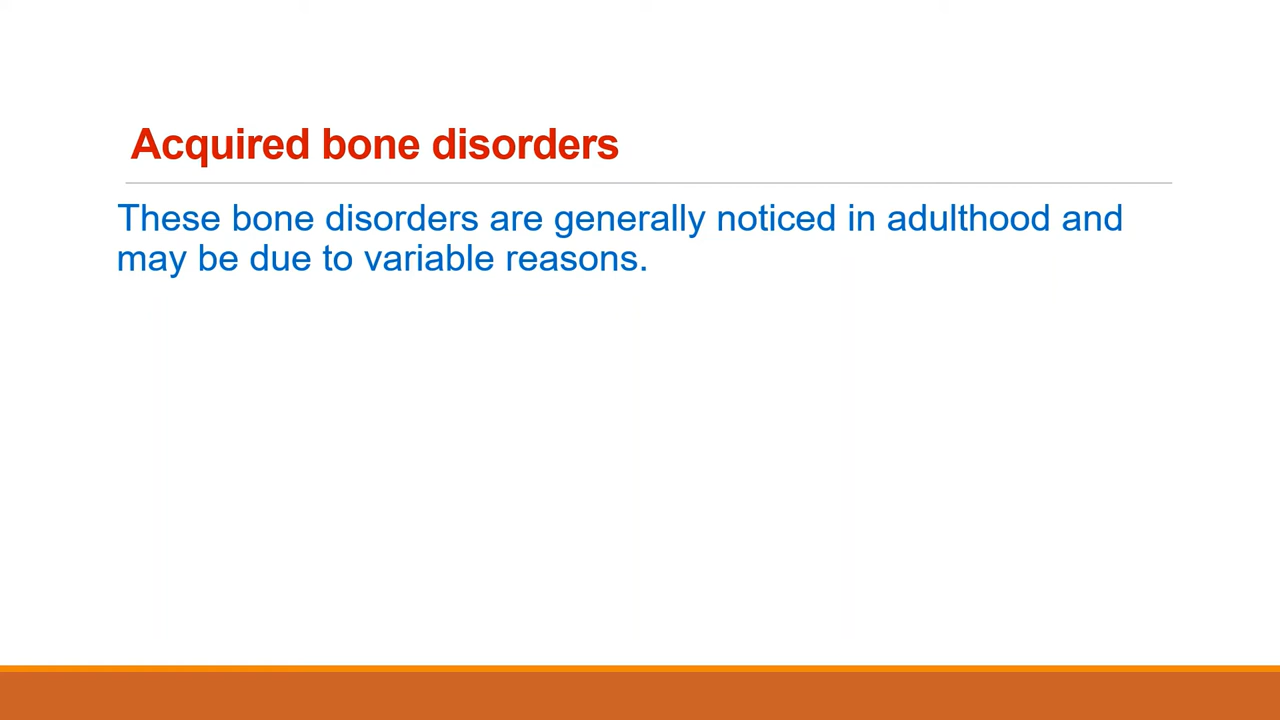 Acquired bone disorders
These bone disorders are generally noticed in adulthood and
may be due to variable reasons.